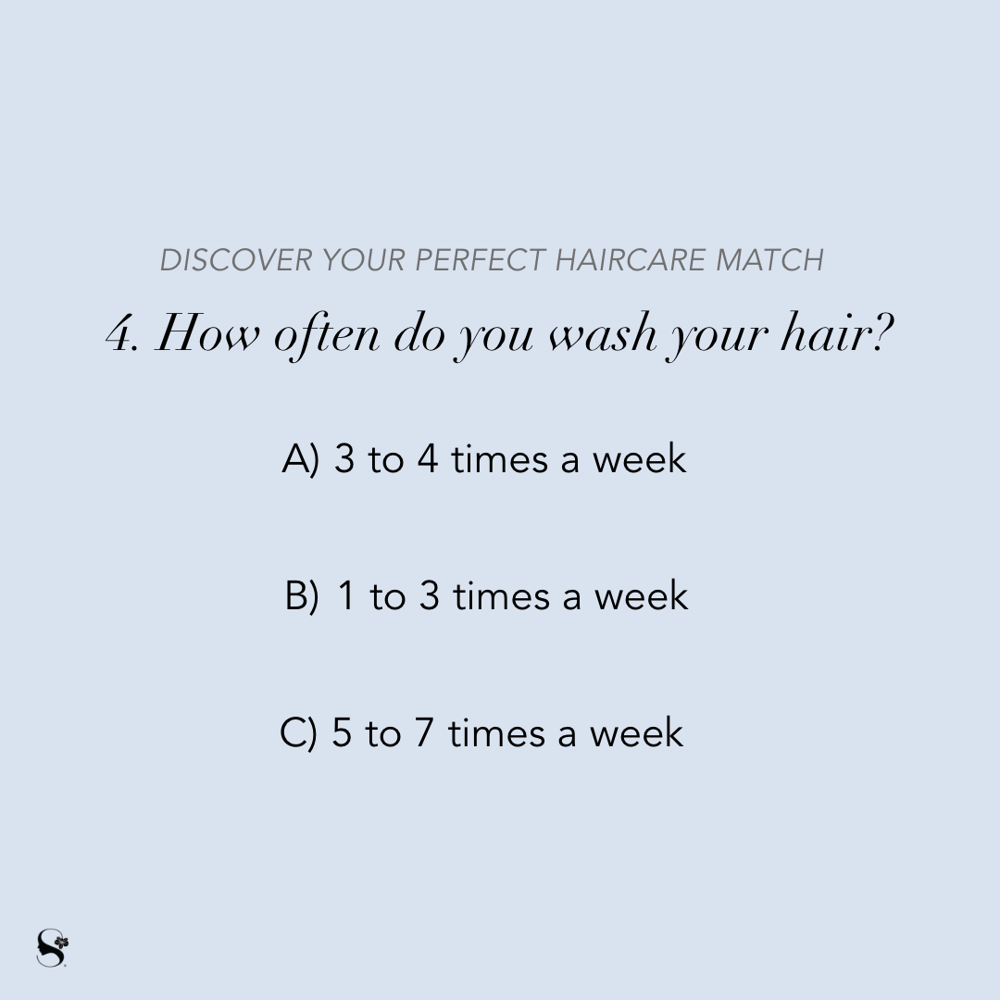 DISCOVER YOUR PERFECT HAIRCARE MATCH
4. How often do you wash your hair?
A) 3 to 4 times a week
B) 1 to 3 times a week
C) 5 to 7 times a week